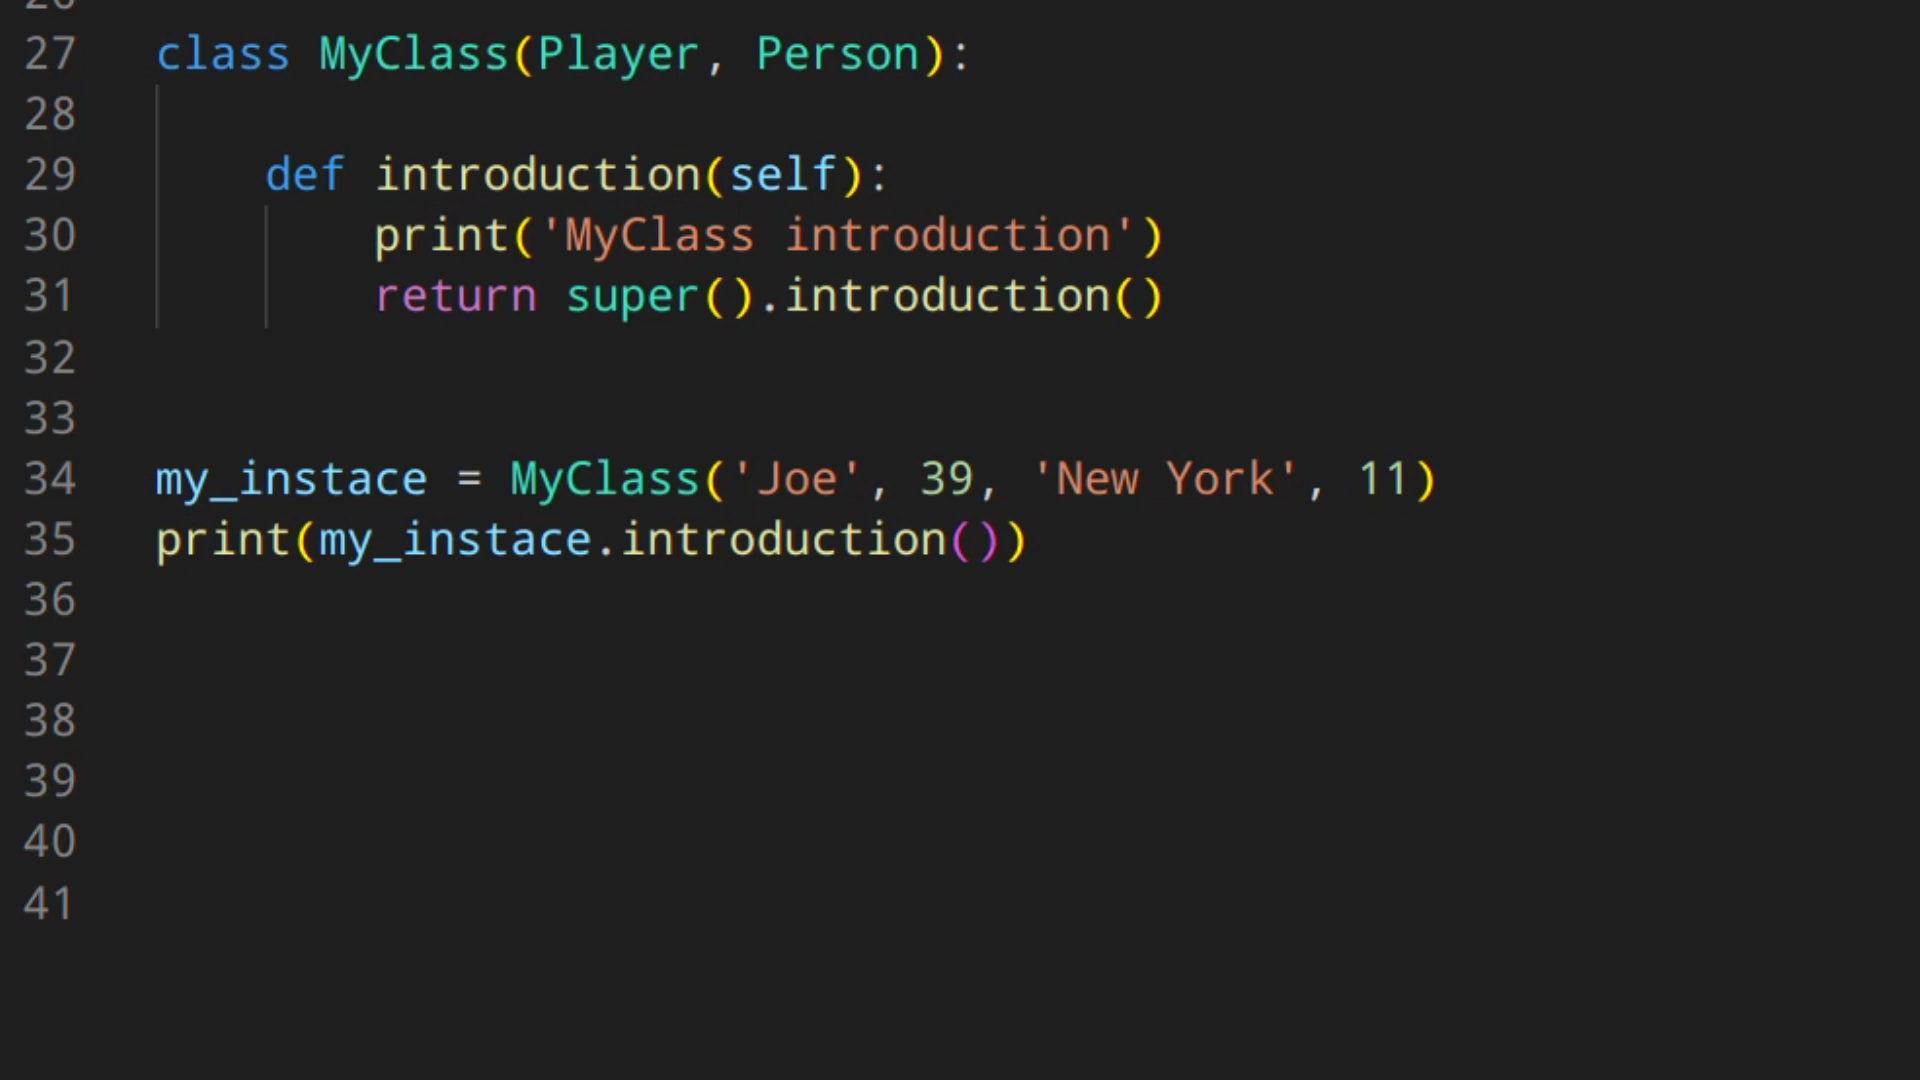 27 class MyClass(Player, Person):
28
29     def introduction(self):
30         print('MyClass introduction')
31         return super().introduction()
32
33
34 my_instace = MyClass('Joe', 39, 'New York', 11)
35 print(my_instace.introduction())
36
37
38
39
40
41